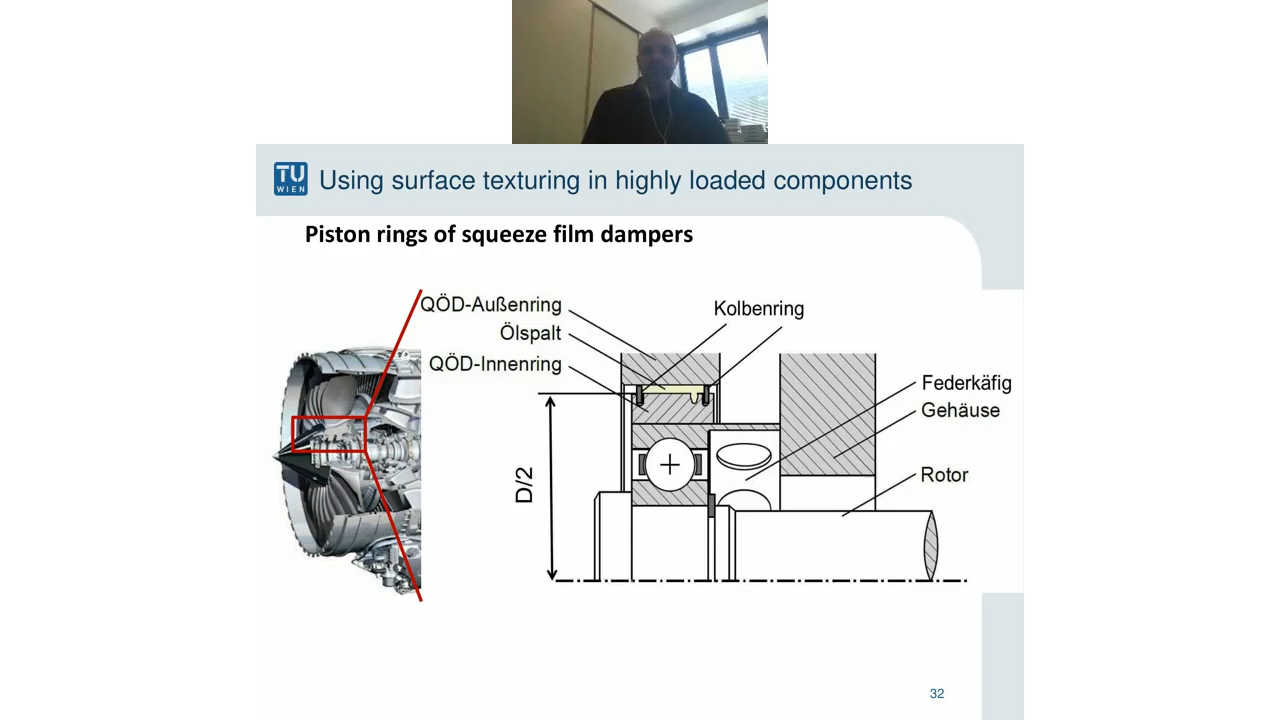 TU
WIEN
Using surface texturing in highly loaded components
Piston rings of squeeze film dampers
QÖD-Außenring
Ölspalt
QÖD-Innenring
Kolbenring
Federkäfig
Gehäuse
Rotor
D/2
32